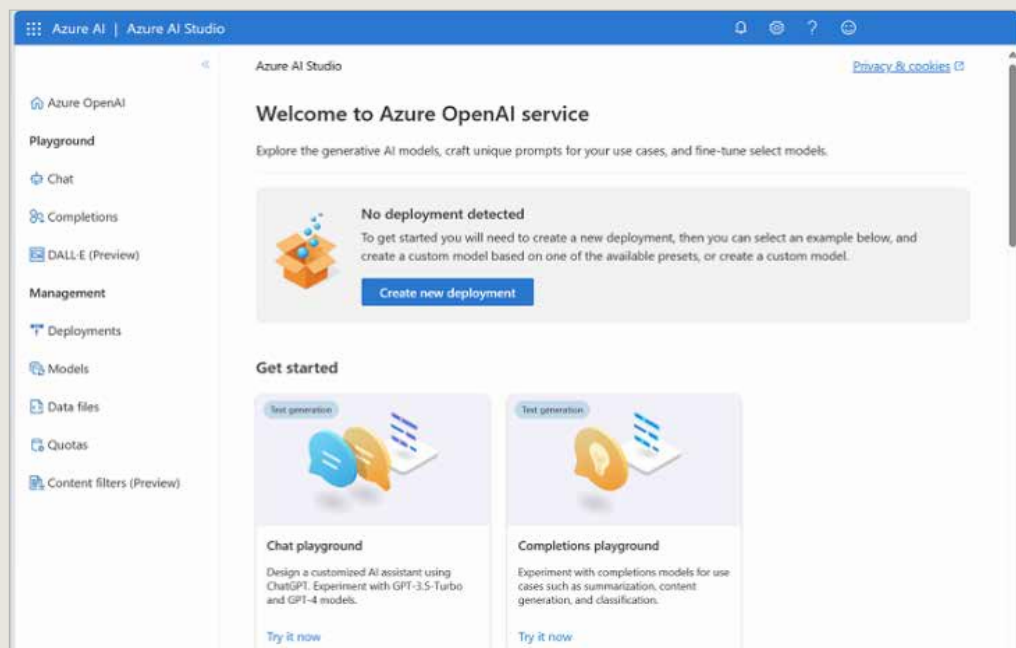 Azure AI | Azure AI Studio
Azure AI Studio
Privacy & cookies
Azure OpenAI
Playground
Chat
Completions
DALL·E (Preview)
Management
Deployments
Models
Data files
Quotas
Content filters (Preview)
Welcome to Azure OpenAI service
Explore the generative AI models, craft unique prompts for your use cases, and fine-tune select models.
No deployment detected
To get started you will need to create a new deployment, then you can select an example below, and
create a custom model based on one of the available presets, or create a custom model.
Create new deployment
Get started
Text generation
Chat playground
Design a customized AI assistant using
ChatGPT. Experiment with GPT-3.5-Turbo
and GPT-4 models.
Try it now
Text generation
Completions playground
Experiment with completions models for use
cases such as summarization, content
generation, and classification.
Try it now